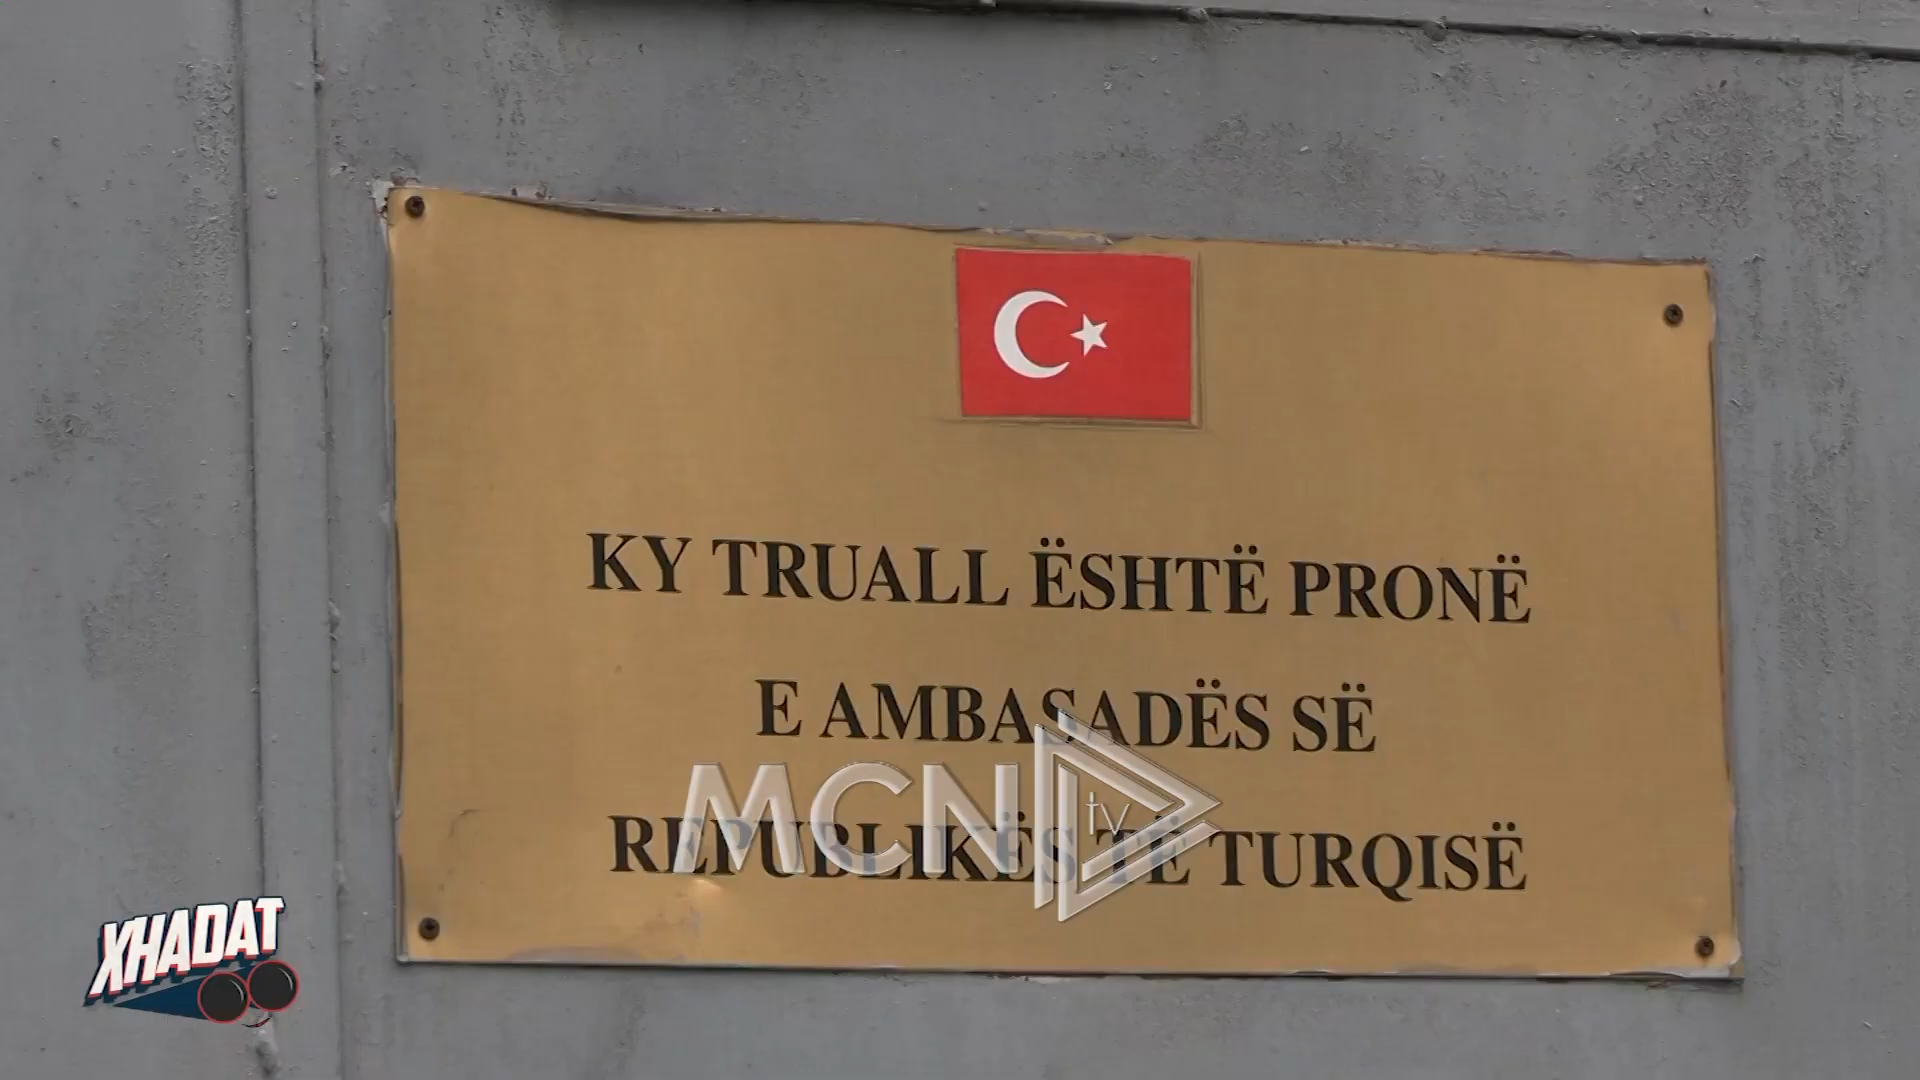 KY TRUALL ËSHTË PRONË
E AMBASADËS SË
REPUBLIKËS TË TURQISË
MCN tv
XHADAT